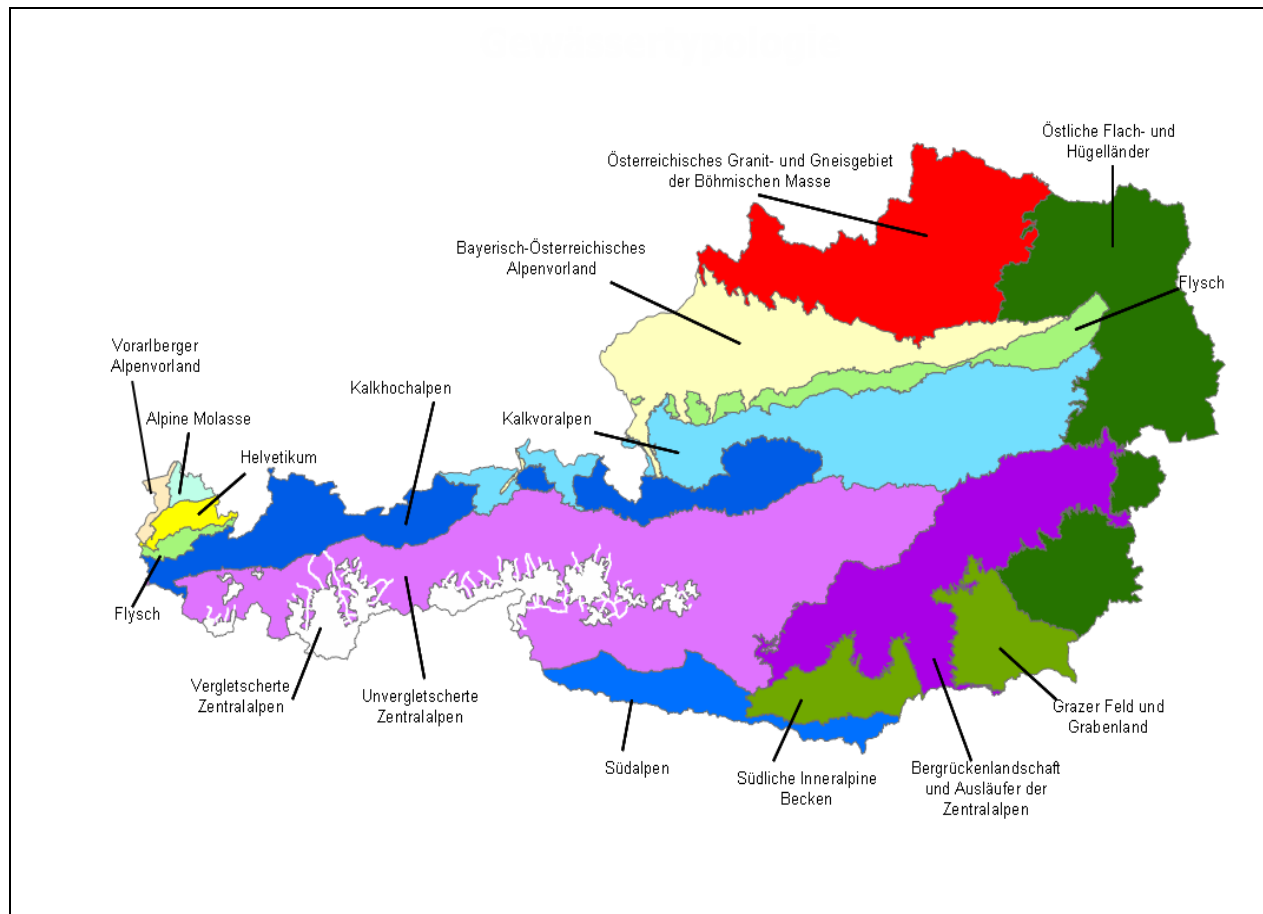 Östliche Flach- und
Hügelländer
Österreichisches Granit- und Gneisgebiet
der Böhmischen Masse
Bayerisch-Österreichisches
Alpenvorland
Flysch
Vorarlberger
Alpenvorland
Kalkhochalpen
Alpine Molasse
Kalkvoralpen
Helvetikum
Flysch
Vergletscherte
Zentralalpen
Unvergletscherte
Zentralalpen
Südalpen
Südliche Inneralpine
Becken
Bergrückenlandschaft
und Ausläufer der
Zentralalpen
Grazer Feld und
Grabenland